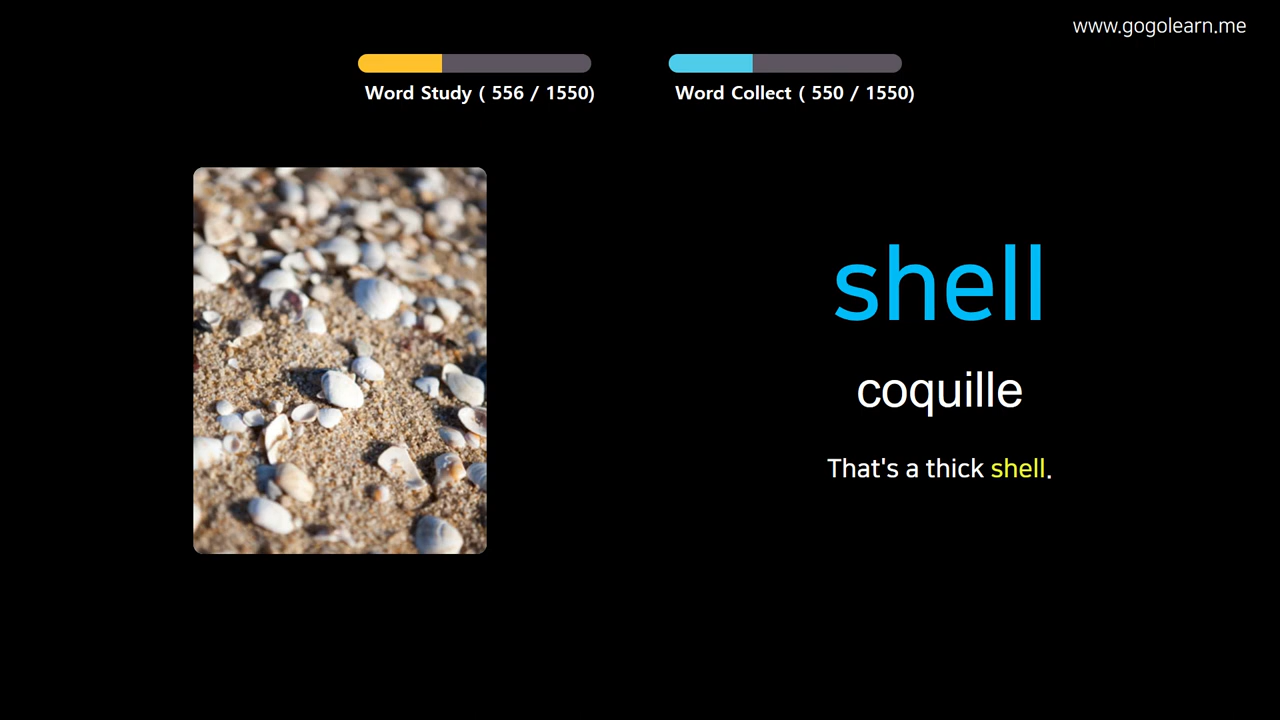 www.gogolearn.me
Word Study ( 556 / 1550)
Word Collect ( 550 / 1550)
shell
coquille
That's a thick shell.